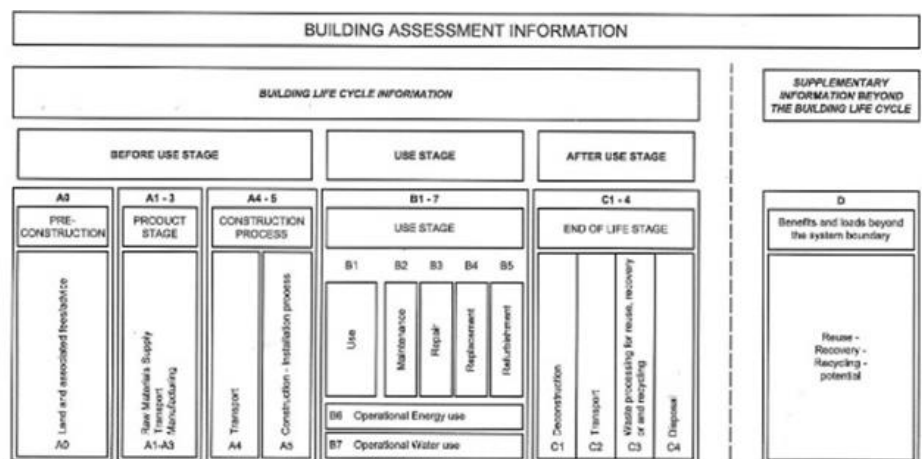 BUILDING ASSESSMENT INFORMATION
BUILDING LIFE CYCLE INFORMATION
SUPPLEMENTARY
INFORMATION BEYOND
THE BUILDING LIFE CYCLE
BEFORE USE STAGE
USE STAGE
AFTER USE STAGE
A0
PRE-
CONSTRUCTION
A1 - 3
PRODUCT
STAGE
A4 - 5
CONSTRUCTION
PROCESS
B1 - 7
USE STAGE
C1 - 4
END OF LIFE STAGE
D
Benefits and loads beyond
the system boundary
Land and associated fees/advice
A0
Raw Materials Supply
Transport
Manufacturing
A1-A3
Transport
A4
Construction - Installation process
A5
B1
Use
B2
Maintenance
B3
Repair
B4
Replacement
B5
Refurbishment
B6 Operational Energy use
B7 Operational Water use
Deconstruction
C1
Transport
C2
Waste processing for reuse, recovery
or and recycling
C3
Disposal
C4
Reuse -
Recovery -
Recycling -
potential